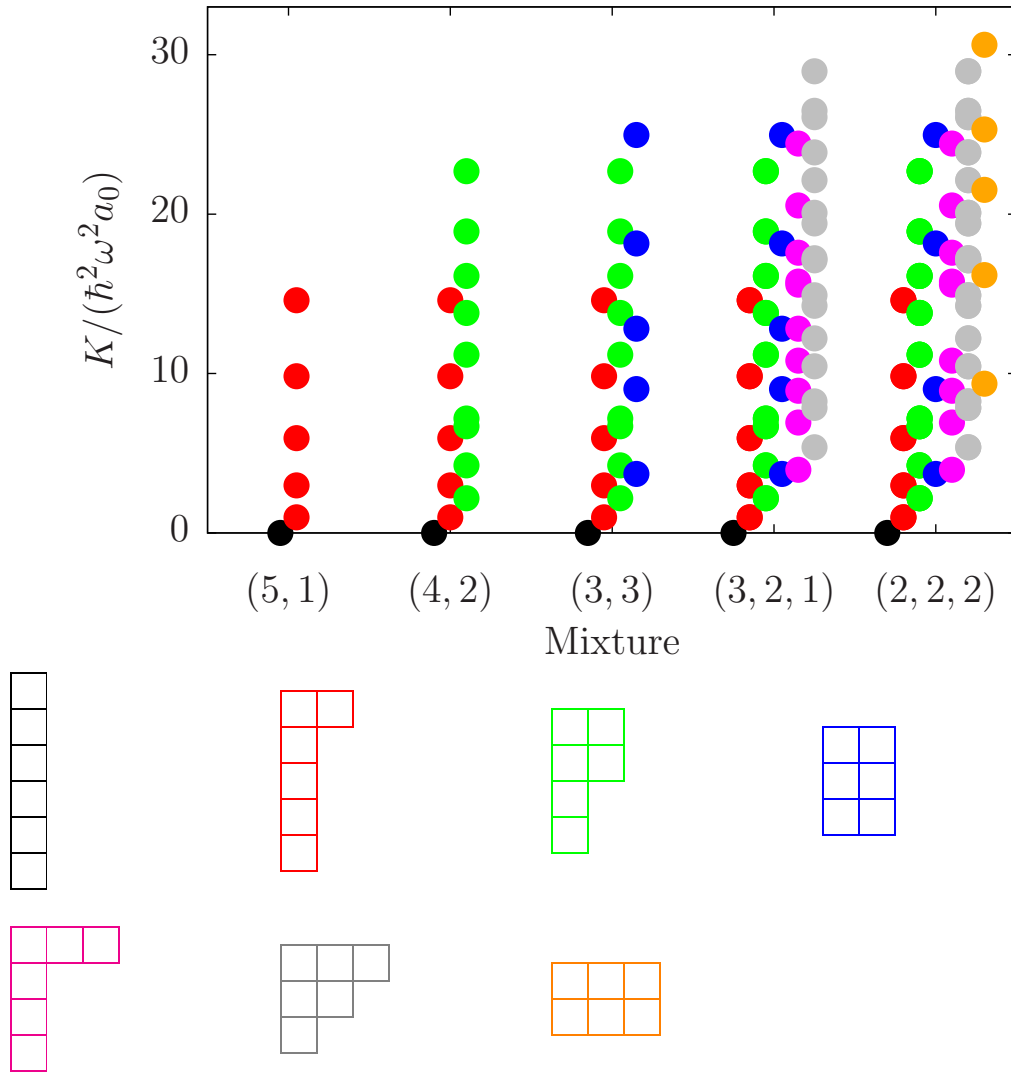 30
20
10
0
K/(ħ²ω²a₀)
(5, 1)
(4, 2)
(3, 3)
(3, 2, 1)
(2, 2, 2)
Mixture